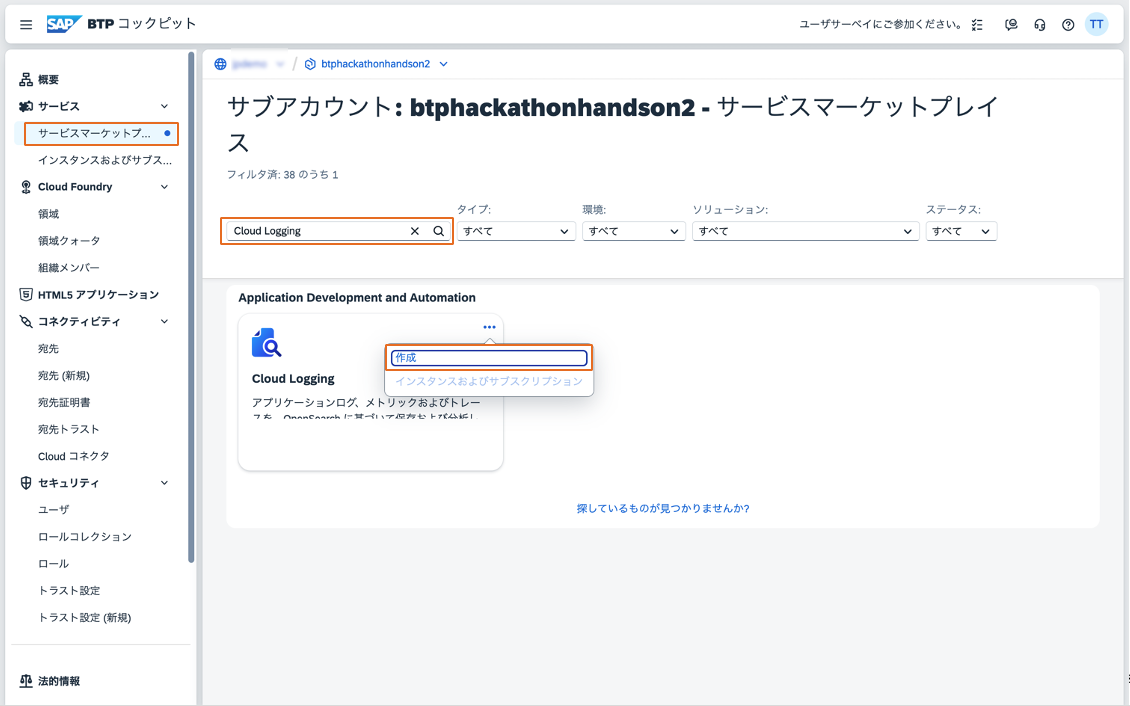 SAP BTP コックピット
ユーザサーベイにご参加ください。
TT
概要
サービス
サービスマーケットプ...
インスタンスおよびサブス...
Cloud Foundry
領域
領域クォータ
組織メンバー
HTML5 アプリケーション
コネクティビティ
宛先
宛先 (新規)
宛先証明書
宛先トラスト
Cloud コネクタ
セキュリティ
ユーザ
ロールコレクション
ロール
トラスト設定
トラスト設定 (新規)
法的情報
/ btphackathonhandson2
サブアカウント: btphackathonhandson2 - サービスマーケットプレイ
ス
フィルタ済: 38 のうち 1
タイプ: 環境: ソリューション: ステータス:
Cloud Logging すべて すべて すべて すべて
Application Development and Automation
作成
インスタンスおよびサブスクリプション
Cloud Logging
アプリケーションログ、メトリックおよびトレー
スを、OpenSearch に基づいて保存および分析し
探しているものが見つかりませんか?